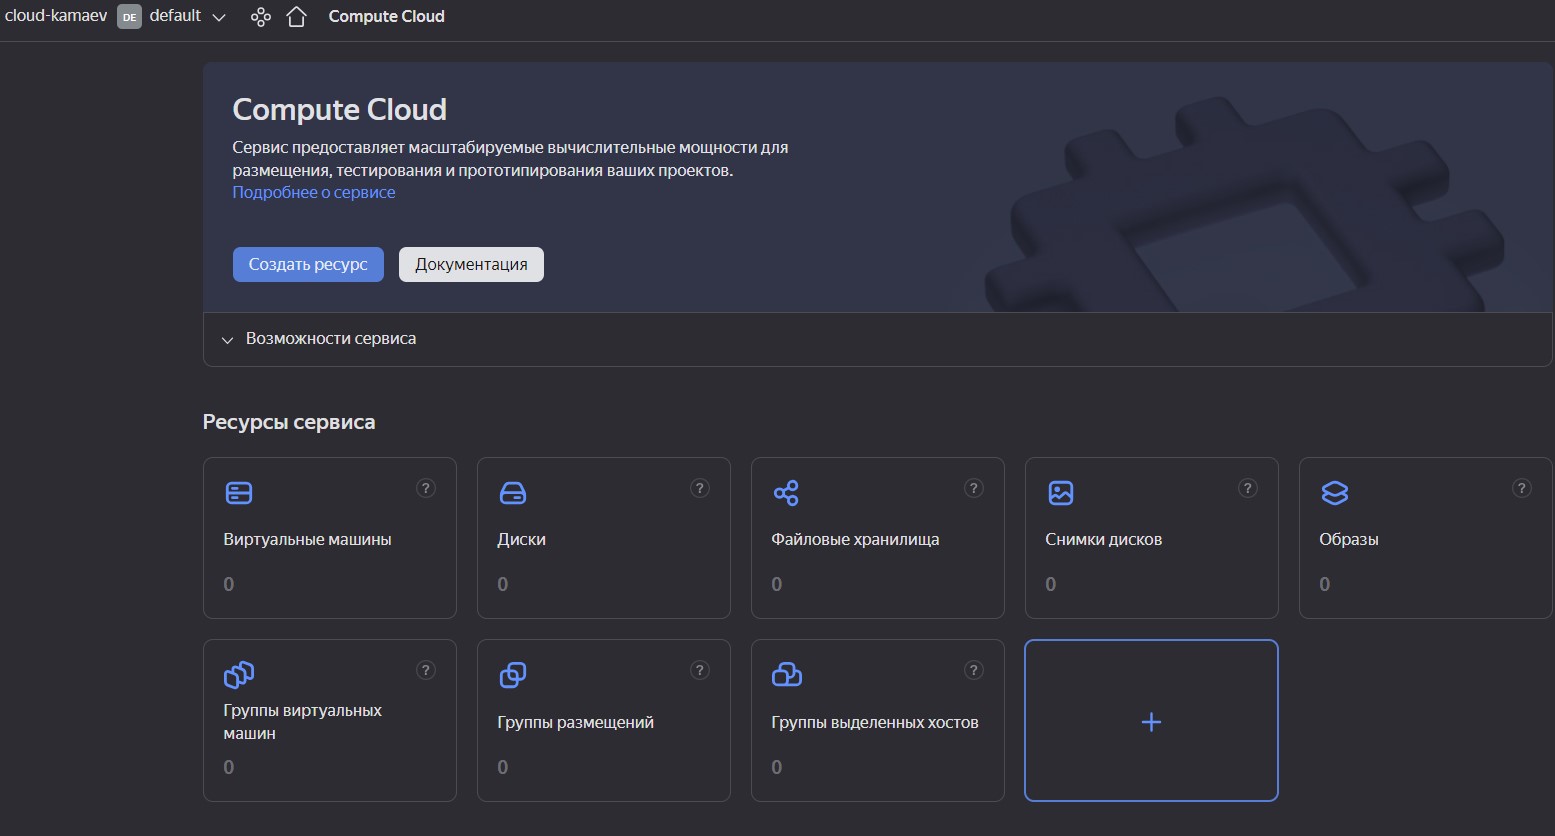 cloud-kamaev DE default Compute Cloud
Compute Cloud
Сервис предоставляет масштабируемые вычислительные мощности для
размещения, тестирования и прототипирования ваших проектов.
Подробнее о сервисе
Создать ресурс Документация
Возможности сервиса
Ресурсы сервиса
? ? ? ? ?
Виртуальные машины Диски Файловые хранилища Снимки дисков Образы
0 0 0 0 0
? ? ?
Группы виртуальных
машин Группы размещений Группы выделенных хостов
0 0 0